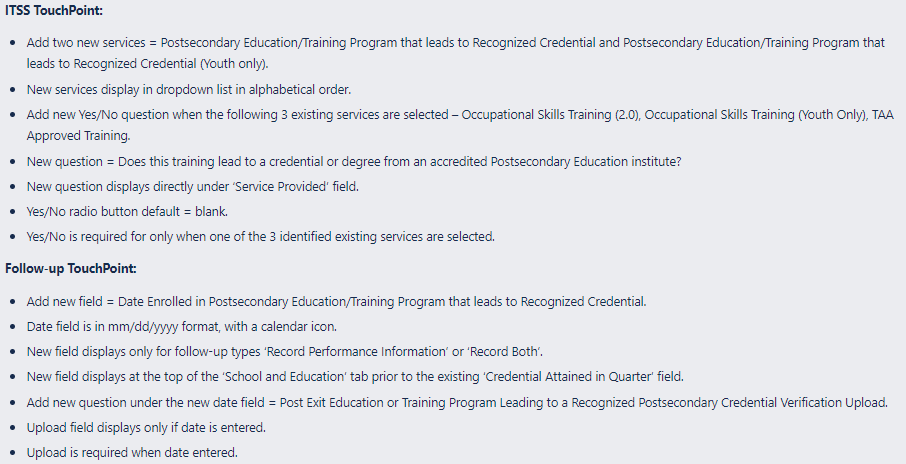 ITSS TouchPoint:
• Add two new services = Postsecondary Education/Training Program that leads to Recognized Credential and Postsecondary Education/Training Program that
leads to Recognized Credential (Youth only).
• New services display in dropdown list in alphabetical order.
• Add new Yes/No question when the following 3 existing services are selected – Occupational Skills Training (2.0), Occupational Skills Training (Youth Only), TAA
Approved Training.
• New question = Does this training lead to a credential or degree from an accredited Postsecondary Education institute?
• New question displays directly under ‘Service Provided’ field.
• Yes/No radio button default = blank.
• Yes/No is required for only when one of the 3 identified existing services are selected.
Follow-up TouchPoint:
• Add new field = Date Enrolled in Postsecondary Education/Training Program that leads to Recognized Credential.
• Date field is in mm/dd/yyyy format, with a calendar icon.
• New field displays only for follow-up types ‘Record Performance Information’ or ‘Record Both’.
• New field displays at the top of the ‘School and Education’ tab prior to the existing ‘Credential Attained in Quarter’ field.
• Add new question under the new date field = Post Exit Education or Training Program Leading to a Recognized Postsecondary Credential Verification Upload.
• Upload field displays only if date is entered.
• Upload is required when date entered.